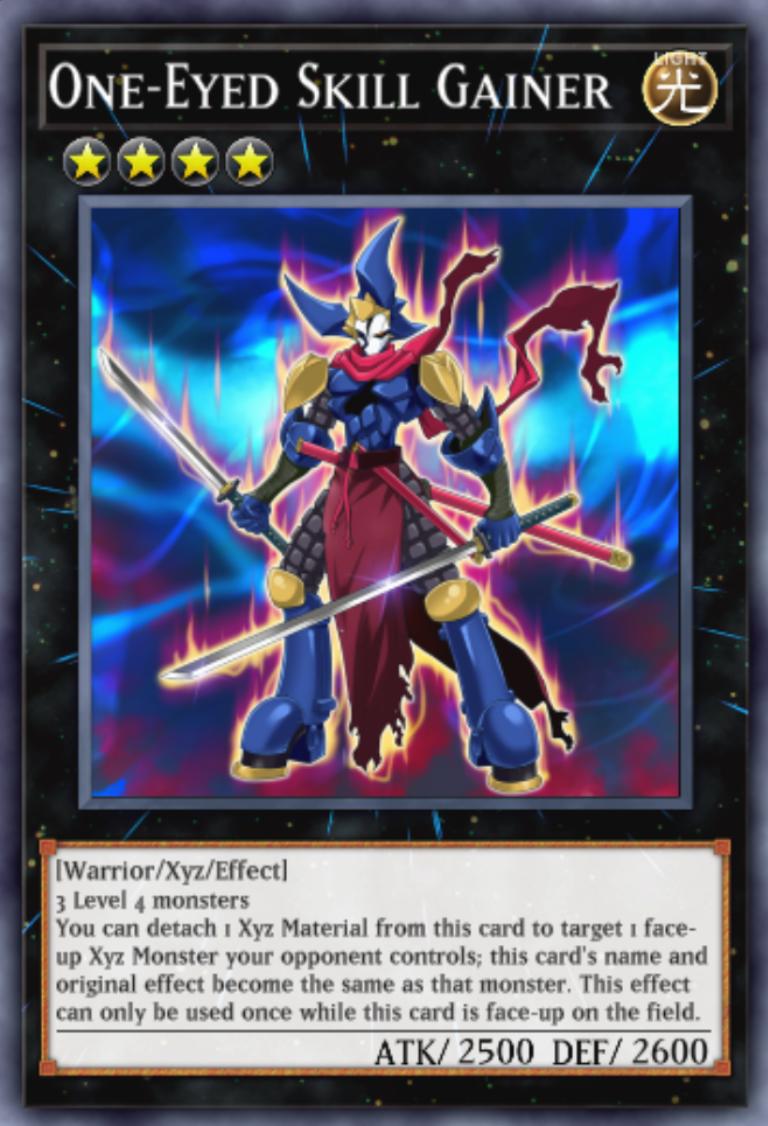 One-Eyed Skill Gainer
LIGHT
光
[Warrior/Xyz/Effect]
3 Level 4 monsters
You can detach 1 Xyz Material from this card to target 1 face-
up Xyz Monster your opponent controls; this card's name and
original effect become the same as that monster. This effect
can only be used once while this card is face-up on the field.
ATK/ 2500 DEF/ 2600